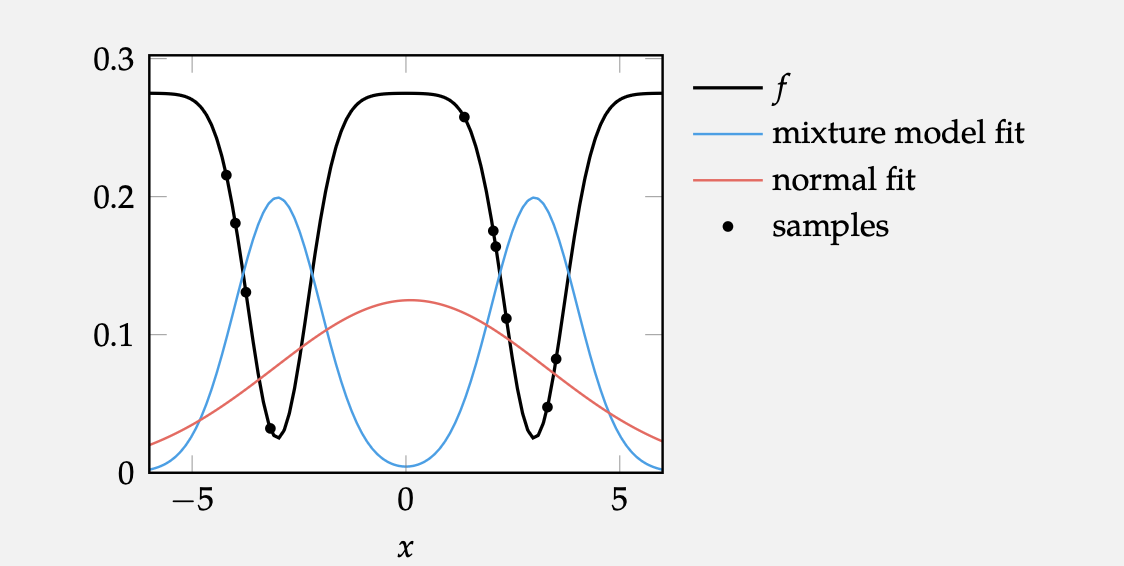 0.3
0.2
0.1
0
−5 0 5
x
f
mixture model fit
normal fit
samples